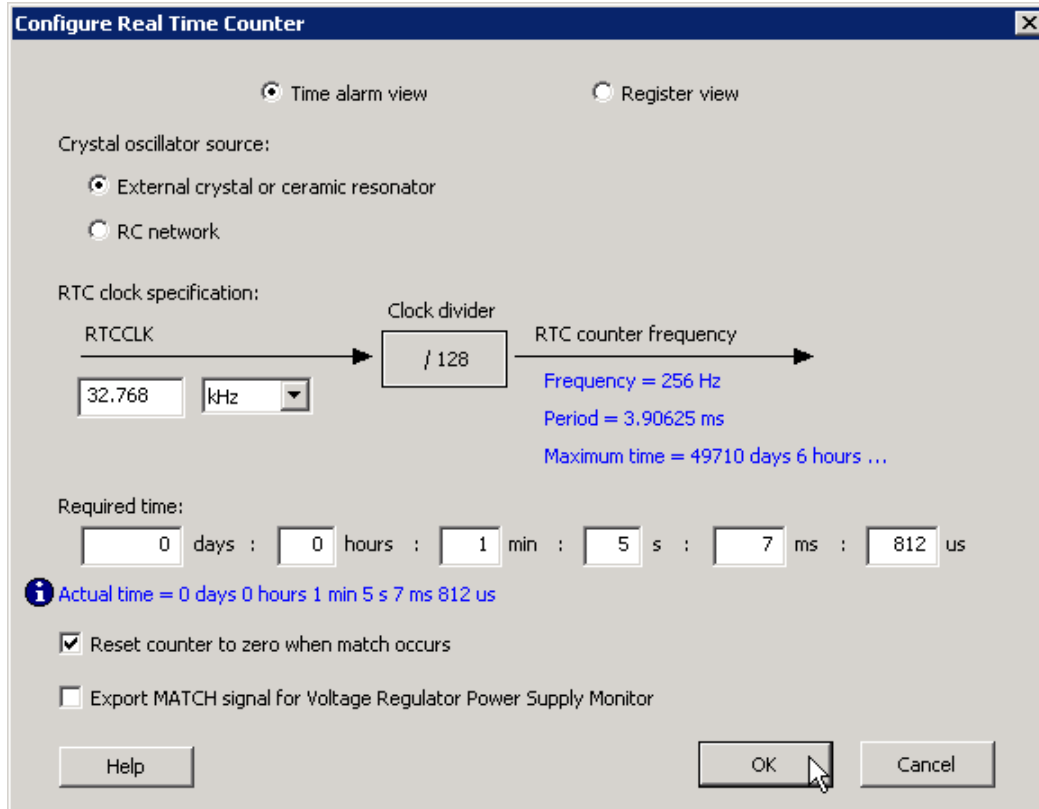 Configure Real Time Counter
Time alarm view Register view
Crystal oscillator source:
External crystal or ceramic resonator
RC network
RTC clock specification:
Clock divider
RTCCLK
/ 128
RTC counter frequency
32.768 kHz
Frequency = 256 Hz
Period = 3.90625 ms
Maximum time = 49710 days 6 hours ...
Required time:
0 days : 0 hours : 1 min : 5 s : 7 ms : 812 us
Actual time = 0 days 0 hours 1 min 5 s 7 ms 812 us
Reset counter to zero when match occurs
Export MATCH signal for Voltage Regulator Power Supply Monitor
Help OK Cancel